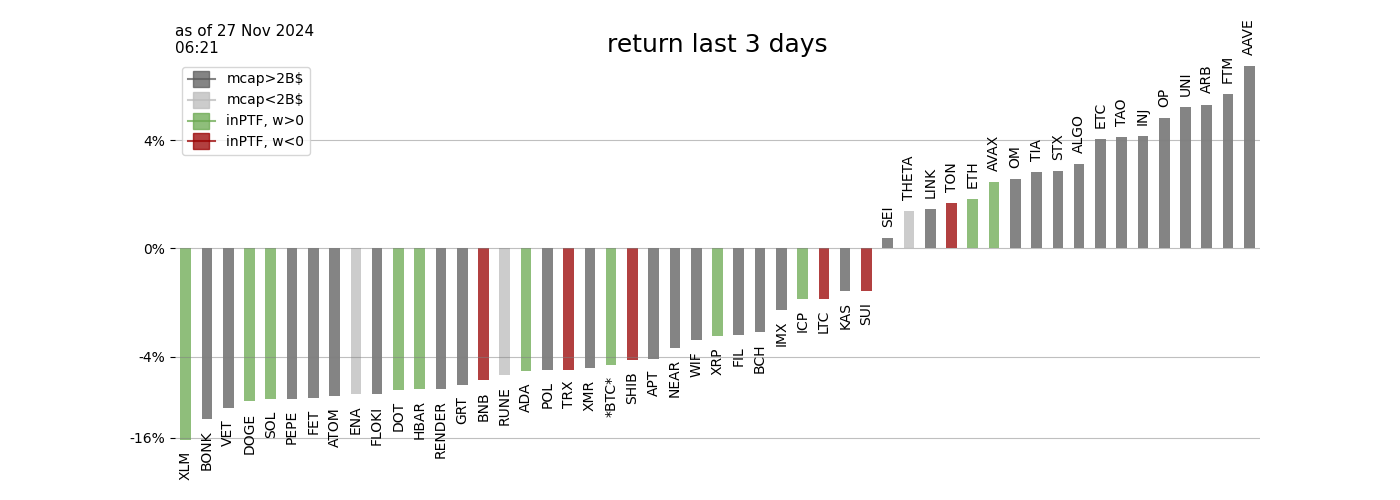 as of 27 Nov 2024
06:21
return last 3 days
mcap>2B$
mcap<2B$
inPTF, w>0
inPTF, w<0
4%
0%
-4%
-16%
XLM
BONK
VET
DOGE
SOL
PEPE
FET
ATOM
ENA
FLOKI
DOT
HBAR
RENDER
GRT
BNB
RUNE
ADA
POL
TRX
XMR
*BTC*
SHIB
APT
NEAR
WIF
XRP
FIL
BCH
IMX
ICP
LTC
KAS
SUI
SEI
THETA
LINK
TON
ETH
AVAX
OM
TIA
STX
ALGO
ETC
TAO
INJ
OP
UNI
ARB
FTM
AAVE